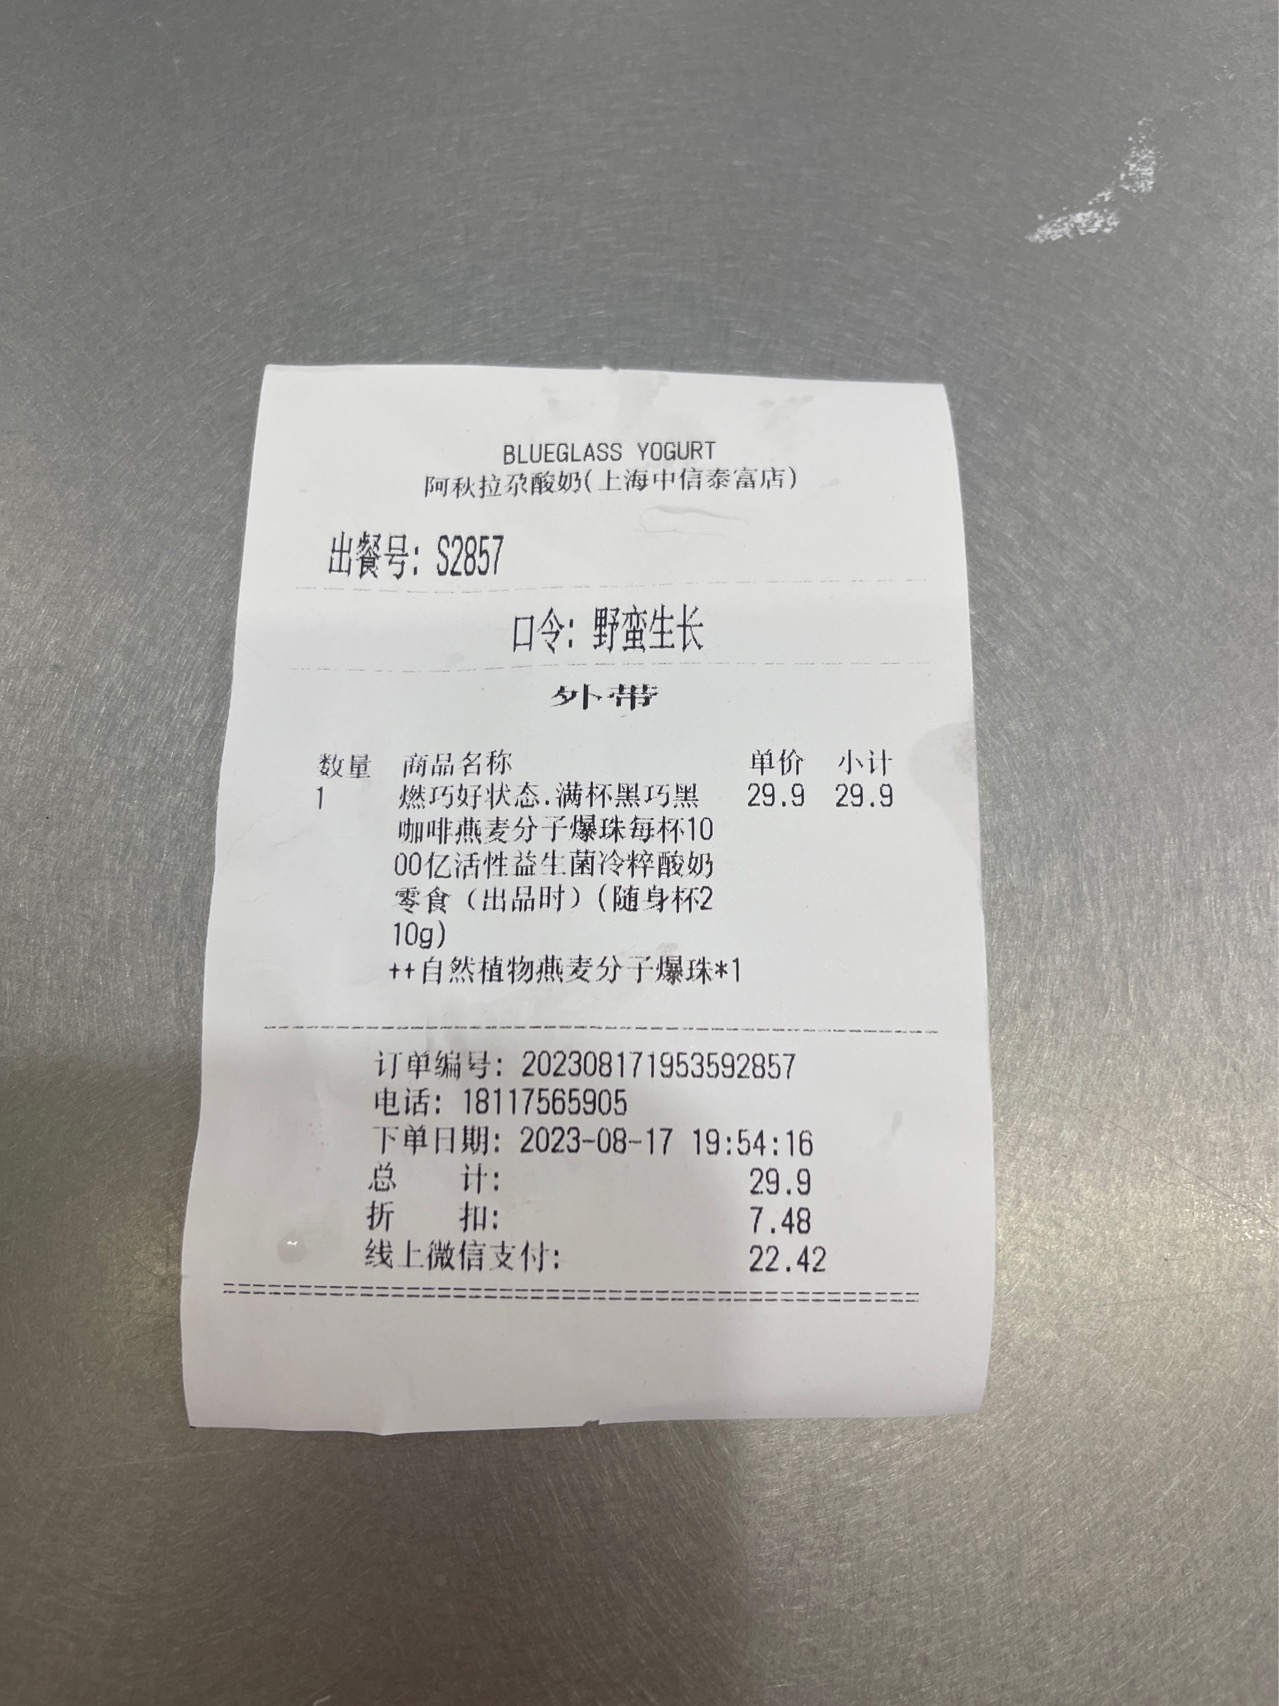 BLUEGLASS YOGURT
阿秋拉尕酸奶(上海中信泰富店)
出餐号: S2857
口令: 野蛮生长
外带
数量 商品名称 单价 小计
1 燃巧好状态.满杯黑巧黑 29.9 29.9
咖啡燕麦分子爆珠每杯10
00亿活性益生菌冷粹酸奶
零食（出品时）(随身杯2
10g)
++自然植物燕麦分子爆珠*1
订单编号: 202308171953592857
电话: 18117565905
下单日期: 2023-08-17 19:54:16
总 计: 29.9
折 扣: 7.48
线上微信支付: 22.42